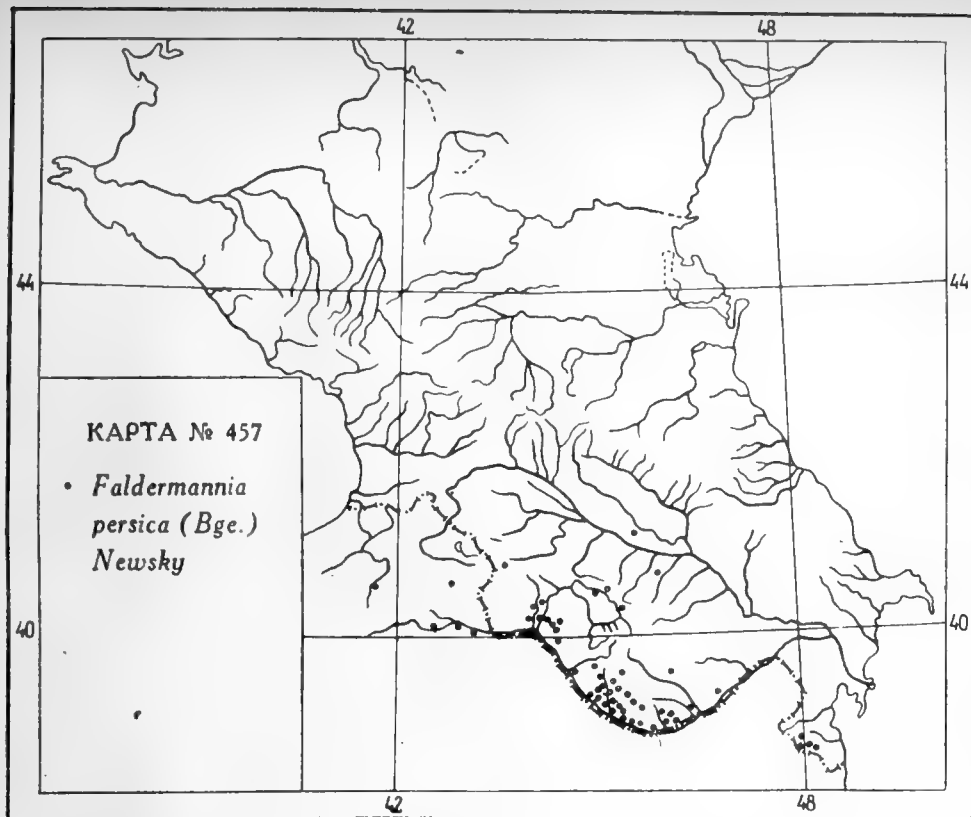 42 48
44 44
КАРТА № 457
Faldermannia
persica (Bge.)
Newsky
40 40
42 48